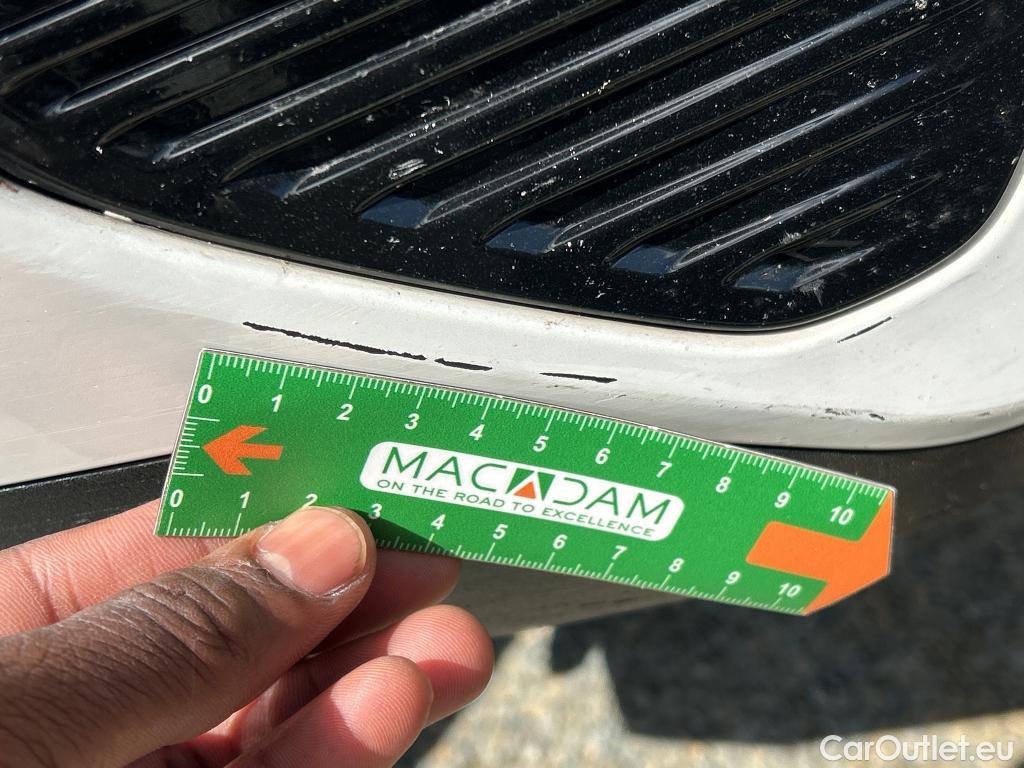 0 1 2 3 4 5 6 7 8 9 10
MACADAM
ON THE ROAD TO EXCELLENCE
0 1 2 3 4 5 6 7 8 9 10
CarOutlet.eu